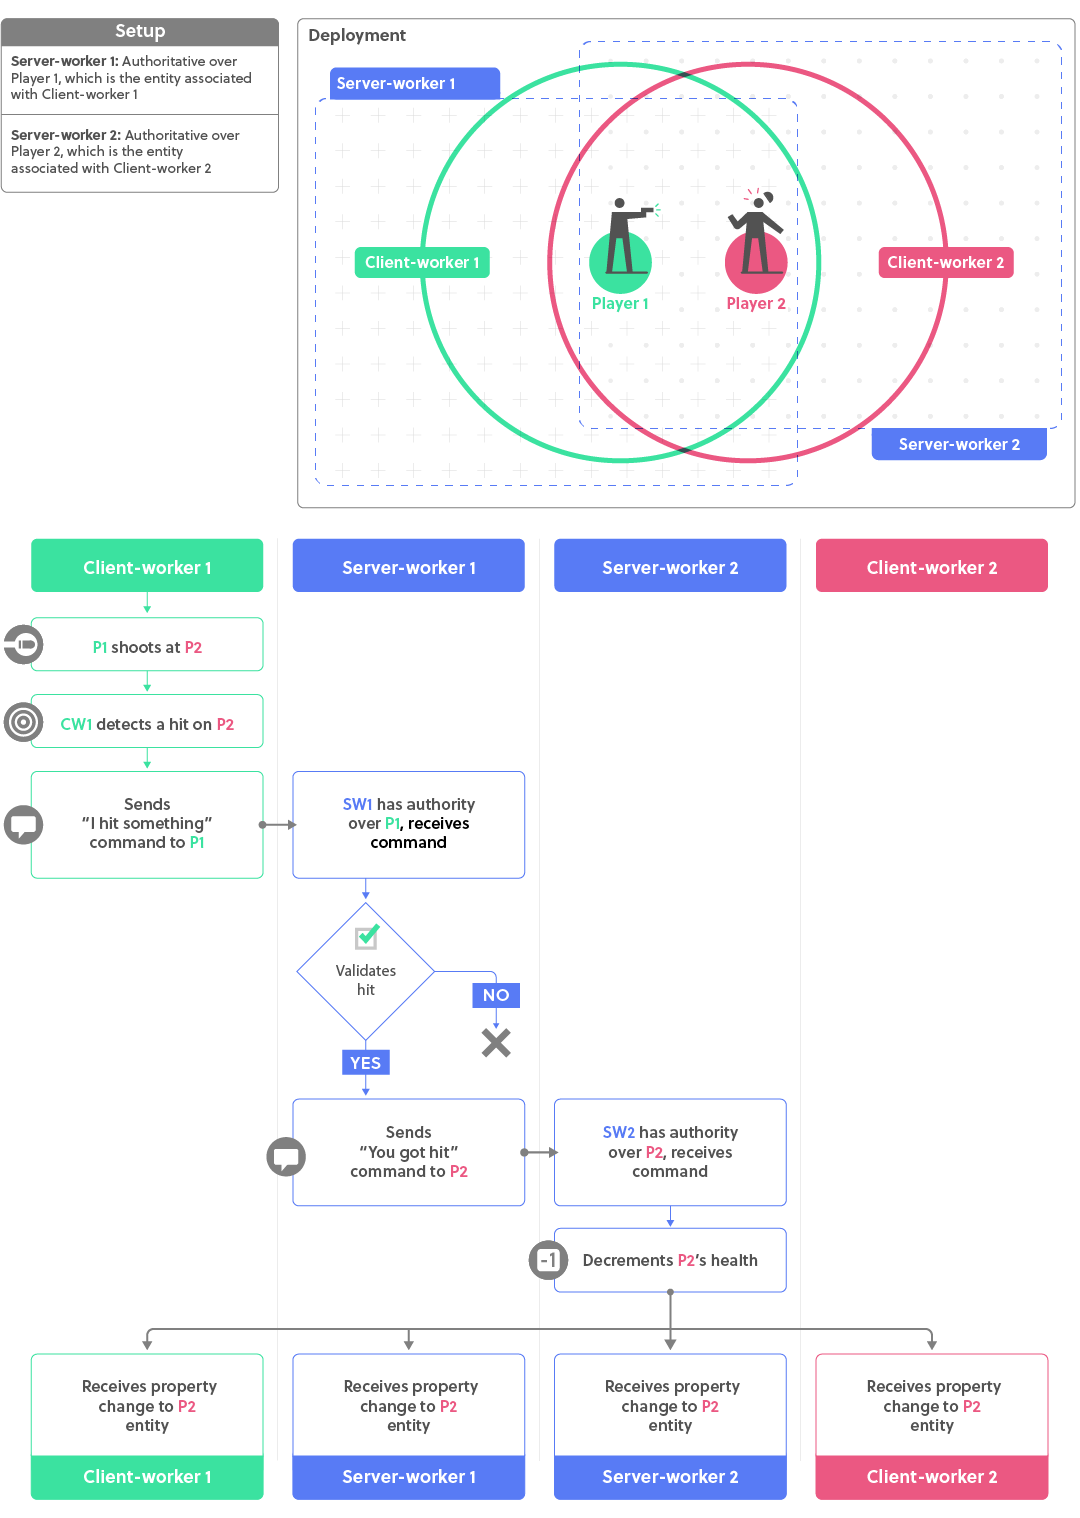 Setup
Server-worker 1: Authoritative over
Player 1, which is the entity associated
with Client-worker 1
Server-worker 2: Authoritative over
Player 2, which is the entity
associated with Client-worker 2
Deployment
Server-worker 1
Client-worker 1
Client-worker 2
Player 1
Player 2
Server-worker 2
Client-worker 1
Server-worker 1
Server-worker 2
Client-worker 2
P1 shoots at P2
CW1 detects a hit on P2
Sends
“I hit something”
command to P1
SW1 has authority
over P1, receives
command
Validates
hit
NO
YES
Sends
“You got hit”
command to P2
SW2 has authority
over P2, receives
command
-1
Decrements P2’s health
Receives property
change to P2
entity
Client-worker 1
Receives property
change to P2
entity
Server-worker 1
Receives property
change to P2
entity
Server-worker 2
Receives property
change to P2
entity
Client-worker 2